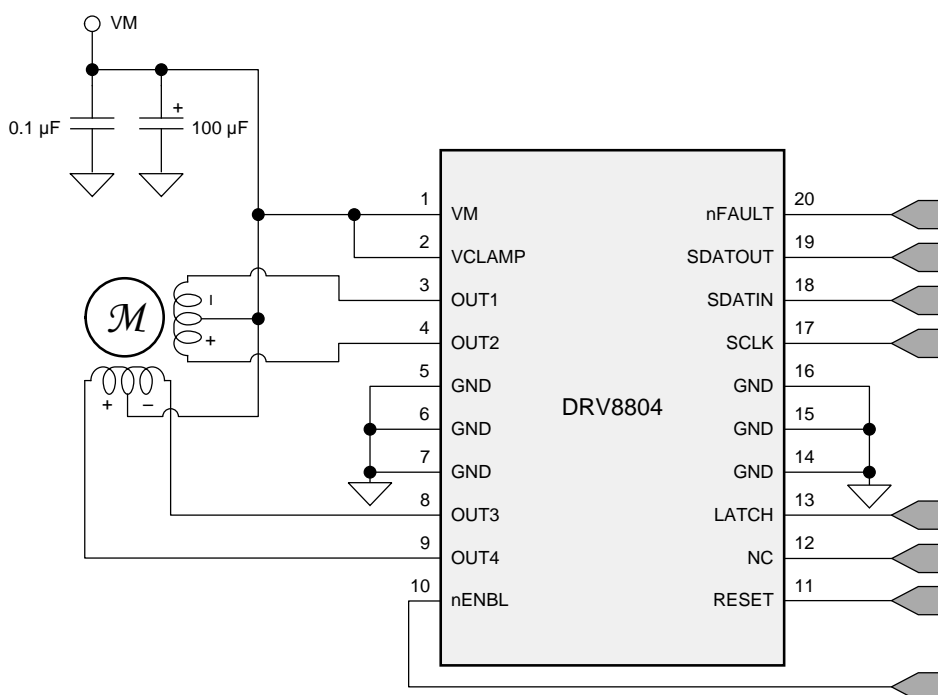 VM
+
0.1 µF
100 µF
1
VM
nFAULT
20
2
VCLAMP
SDATOUT
19
3
OUT1
SDATIN
18
4
OUT2
SCLK
17
5
GND
GND
16
6
GND
GND
15
7
GND
GND
14
8
OUT3
LATCH
13
9
OUT4
NC
12
10
nENBL
RESET
11
DRV8804
M
–
+
+ –